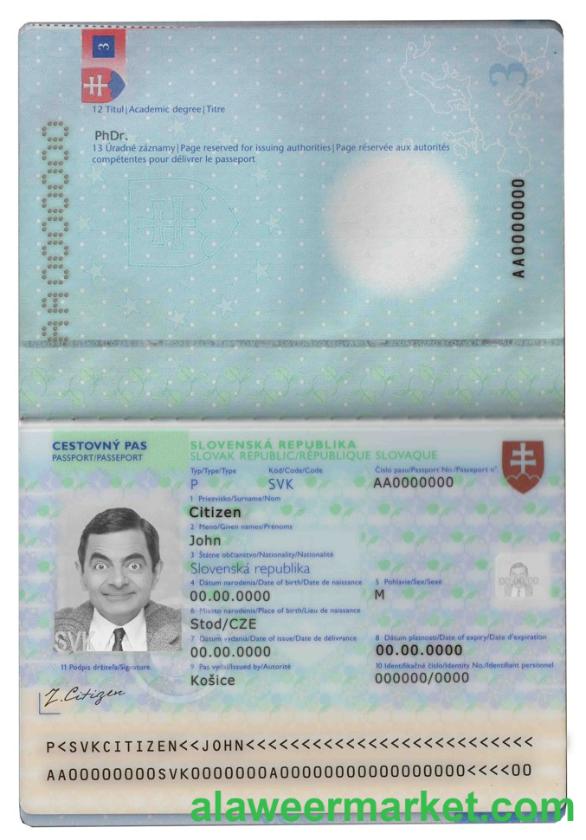 3
3
12 Titul|Academic degree|Titre
PhDr.
13 Úradné záznamy|Page reserved for issuing authorities|Page réservée aux autorités
compétentes pour délivrer le passeport
AA0000000
AA0000000
CESTOVNÝ PAS
PASSPORT/PASSEPORT
SLOVENSKÁ REPUBLIKA
SLOVAK REPUBLIC/RÉPUBLIQUE SLOVAQUE
Typ/Type/Type Kód/Code/Code Číslo pasu/Passport No./Passeport n°
P SVK AA0000000
1 Priezvisko/Surname/Nom
Citizen
2 Meno/Given names/Prénoms
John
3 Štátne občianstvo/Nationality/Nationalité
Slovenská republika
4 Dátum narodenia/Date of birth/Date de naissance 5 Pohlavie/Sex/Sexe
00.00.0000 M
6 Miesto narodenia/Place of birth/Lieu de naissance
Stod/CZE
7 Dátum vydania/Date of issue/Date de délivrance 8 Dátum platnosti/Date of expiry/Date d'expiration
00.00.0000 00.00.0000
9 Pas vydal/Issued by/Autorité 10 Identifikačné číslo/Identity No./Identifiant personnel
Košice 000000/0000
00.00.00
SVK
11 Podpis držiteľa/Signature
J. Citizen
P<SVKCITIZEN<<JOHN<<<<<<<<<<<<<<<<<<<<<<<<<<
AA00000000SVK0000000A00000000000000000<<<<00
alaweermarket.com